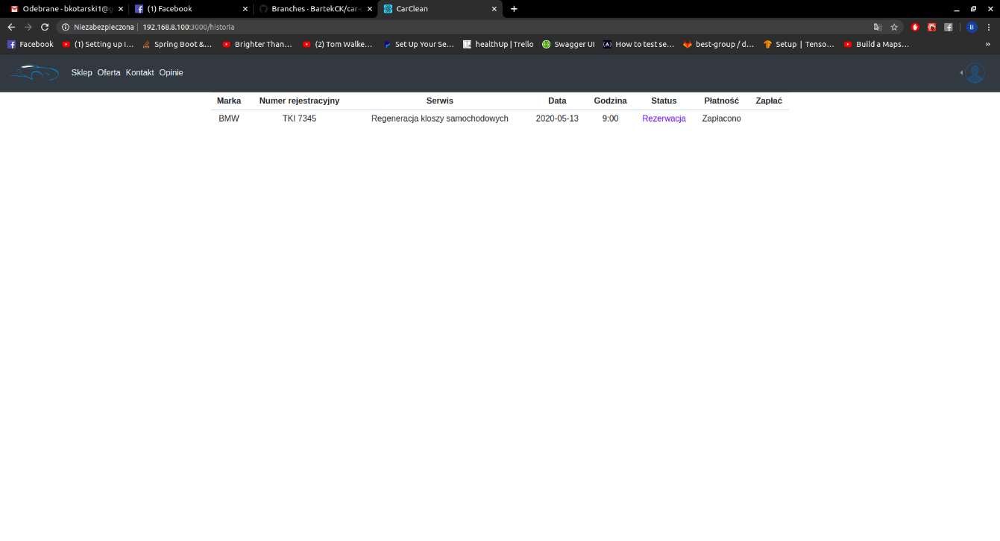 Odebrane - bkotarski1@g
(1) Facebook
Branches · BartekCK/car-c
CarClean
Niezabezpieczona | 192.168.8.100:3000/historia
B
Facebook
(1) Setting up I…
Spring Boot &…
Brighter Than…
(2) Tom Walke…
Set Up Your Se…
healthUp | Trello
Swagger UI
How to test se…
best-group / d…
Setup | Tenso…
Build a Maps…
»
Sklep Oferta Kontakt Opinie
Marka Numer rejestracyjny Serwis Data Godzina Status Płatność Zapłać
BMW TKI 7345 Regeneracja kloszy samochodowych 2020-05-13 9:00 Rezerwacja Zapłacono